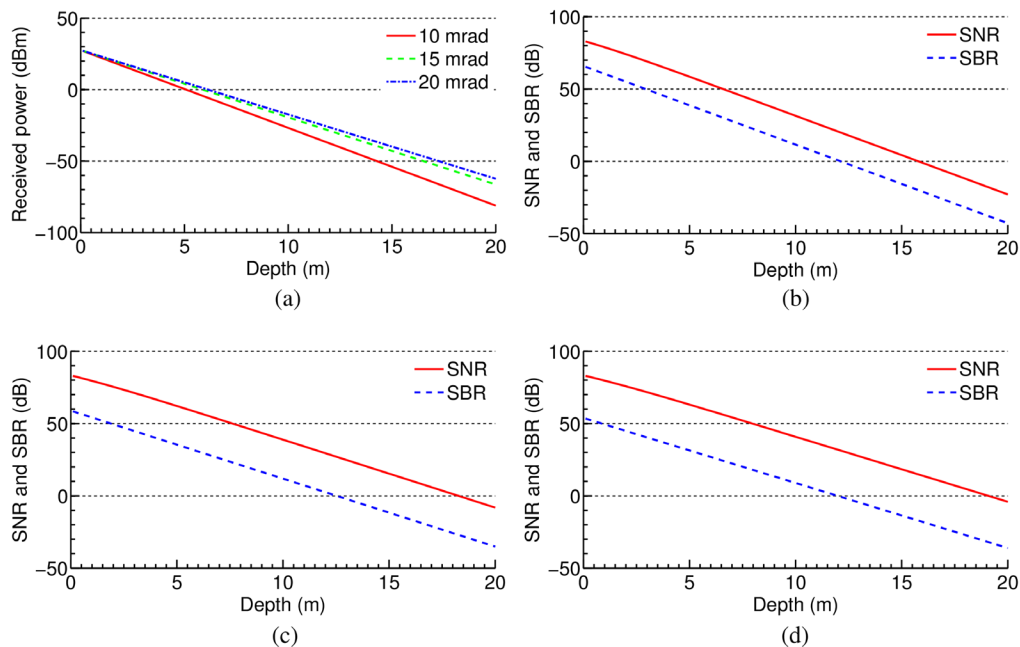 50
0
−50
−100
Received power (dBm)
10 mrad
15 mrad
20 mrad
0 5 10 15 20
Depth (m)
(a)
100
50
0
−50
SNR and SBR (dB)
SNR
SBR
0 5 10 15 20
Depth (m)
(b)
100
50
0
−50
SNR and SBR (dB)
SNR
SBR
0 5 10 15 20
Depth (m)
(c)
100
50
0
−50
SNR and SBR (dB)
SNR
SBR
0 5 10 15 20
Depth (m)
(d)